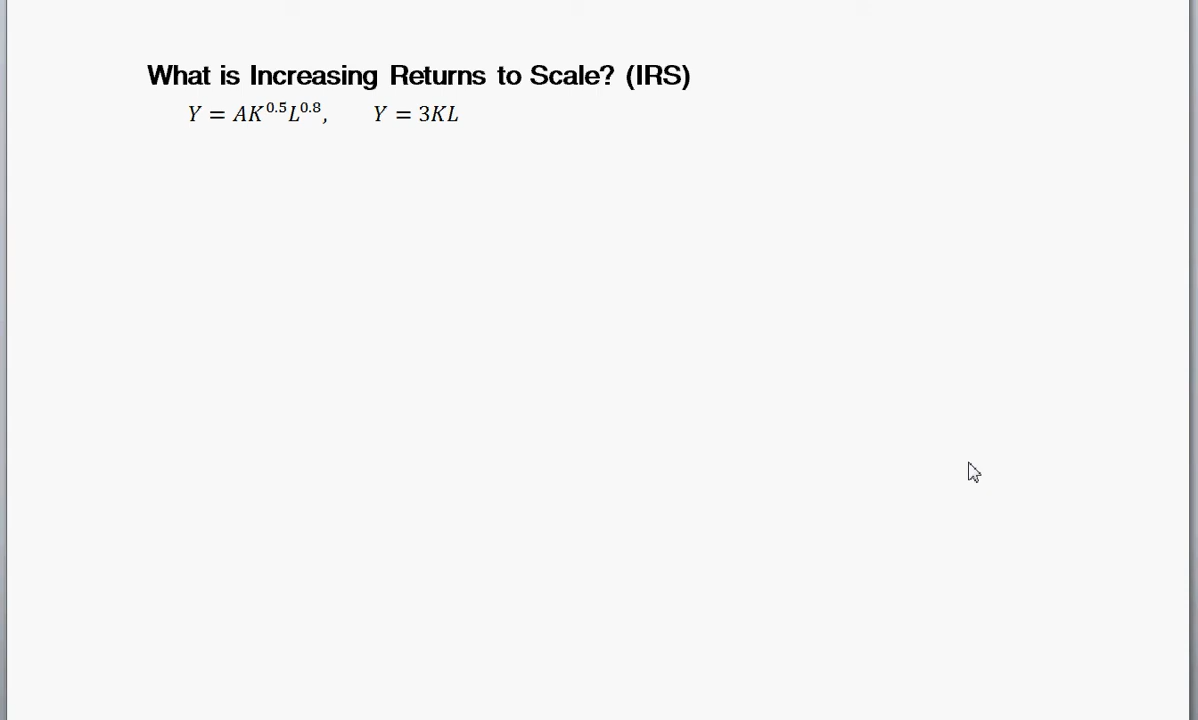 What is Increasing Returns to Scale? (IRS)
Y = AK^0.5L^0.8, Y = 3KL